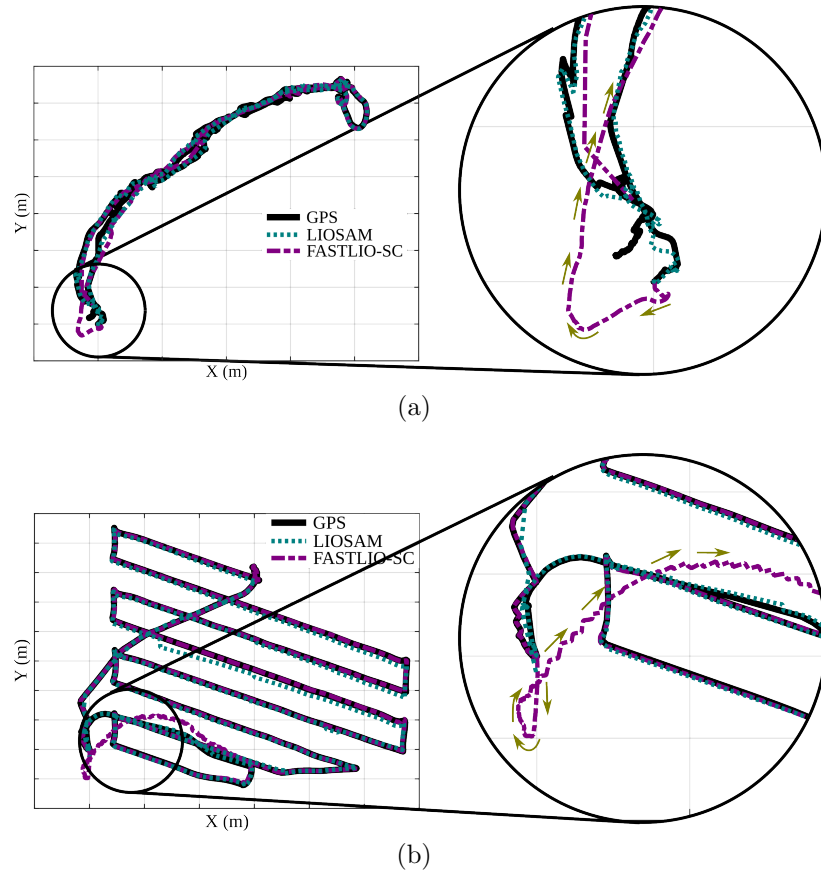 Y (m)
GPS
LIOSAM
FASTLIO-SC
X (m)
(a)
Y (m)
GPS
LIOSAM
FASTLIO-SC
X (m)
(b)